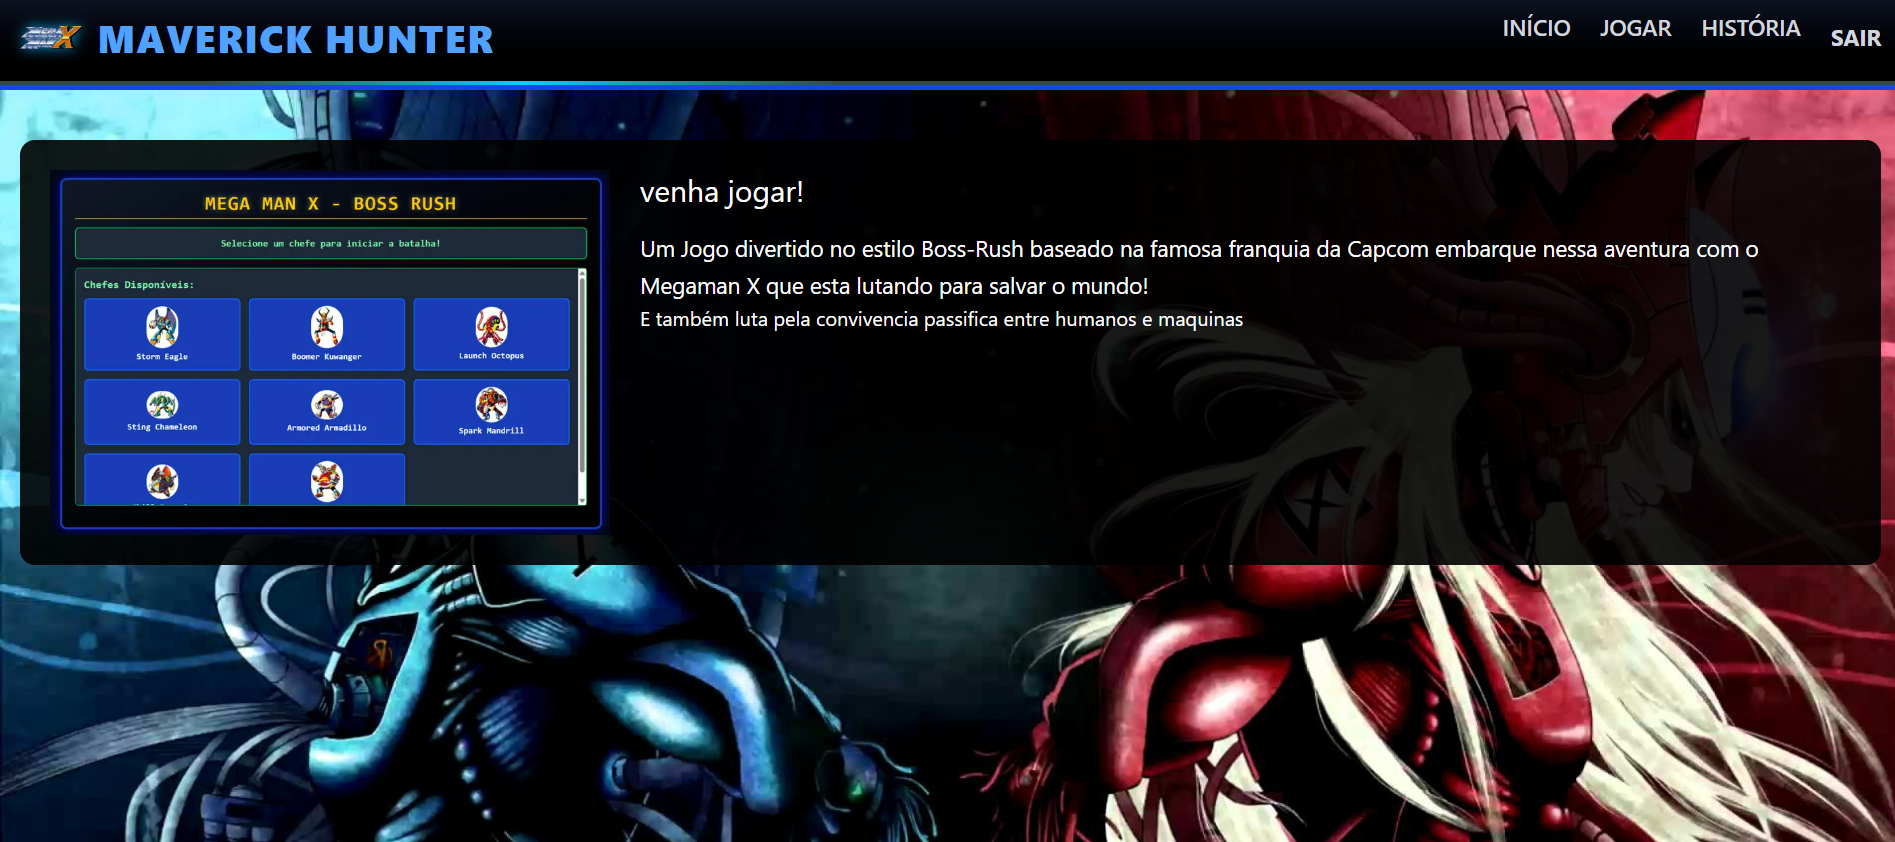 MEGA MAN X
MAVERICK HUNTER
INÍCIO JOGAR HISTÓRIA SAIR
MEGA MAN X - BOSS RUSH
Selecione um chefe para iniciar a batalha!
Chefes Disponíveis:
Storm Eagle Boomer Kuwanger Launch Octopus
Sting Chameleon Armored Armadillo Spark Mandrill
venha jogar!
Um Jogo divertido no estilo Boss-Rush baseado na famosa franquia da Capcom embarque nessa aventura com o
Megaman X que esta lutando para salvar o mundo!
E também luta pela convivencia passifica entre humanos e maquinas